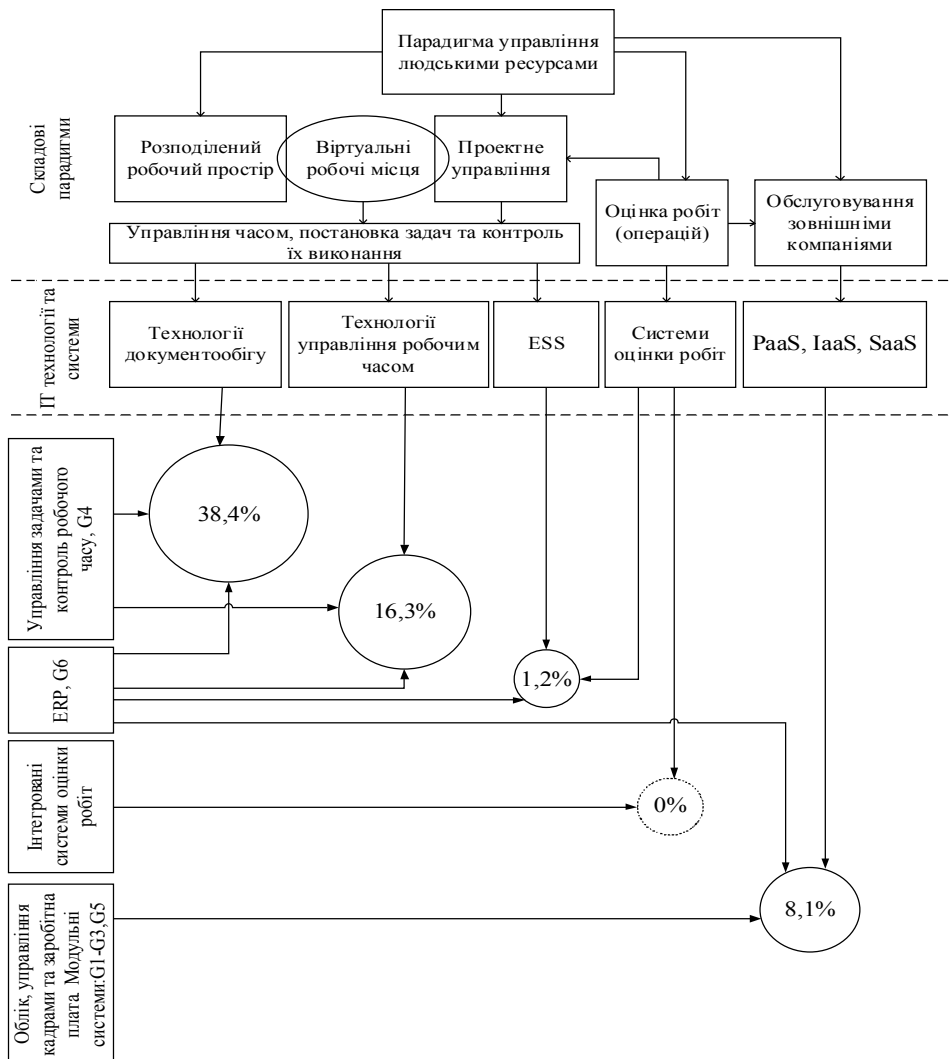 Парадигма управління
людськими ресурсами
Складові
парадигми
Розподілений
робочий простір
Віртуальні
робочі місця
Проектне
управління
Оцінка робіт
(операцій)
Обслуговування
зовнішніми
компаніями
Управління часом, постановка задач та контроль
їх виконання
ІТ технології та
системи
Технології
документообігу
Технології
управління робочим
часом
ESS
Системи
оцінки робіт
PaaS, IaaS, SaaS
Управління задачами та
контроль робочого
часу, G4
38,4%
16,3%
ERP, G6
1,2%
Інтегровані
системи оцінки
робіт
0%
Облік, управління
кадрами та заробітна
плата. Модульні
системи:G1-G3,G5
8,1%